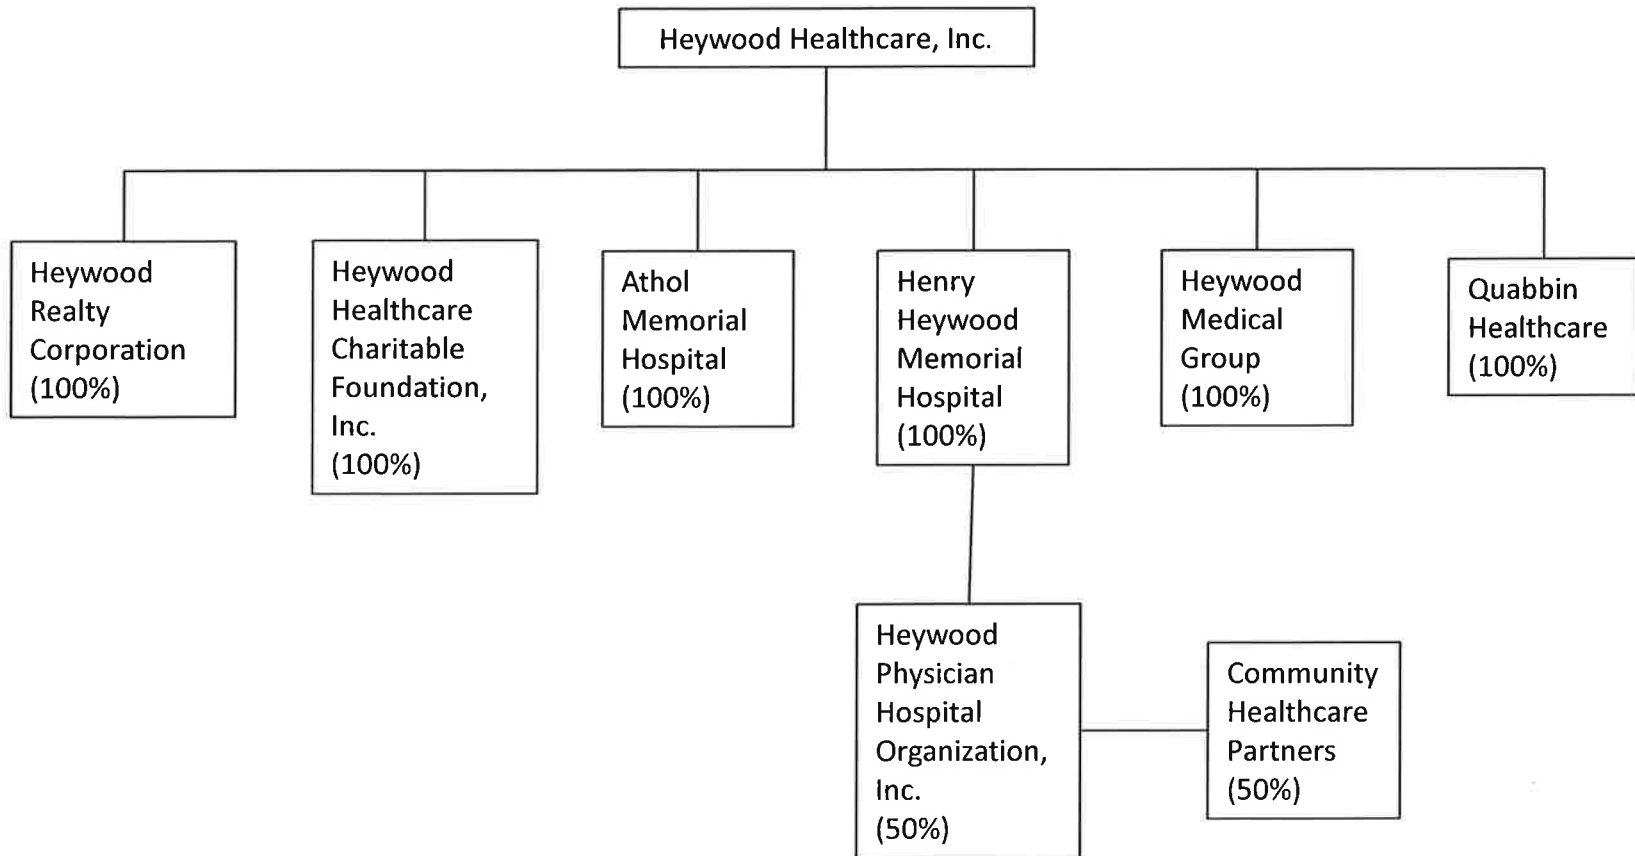 Heywood Healthcare, Inc.
Heywood
Realty
Corporation
(100%)
Heywood
Healthcare
Charitable
Foundation,
Inc.
(100%)
Athol
Memorial
Hospital
(100%)
Henry
Heywood
Memorial
Hospital
(100%)
Heywood
Medical
Group
(100%)
Quabbin
Healthcare
(100%)
Heywood
Physician
Hospital
Organization,
Inc.
(50%)
Community
Healthcare
Partners
(50%)